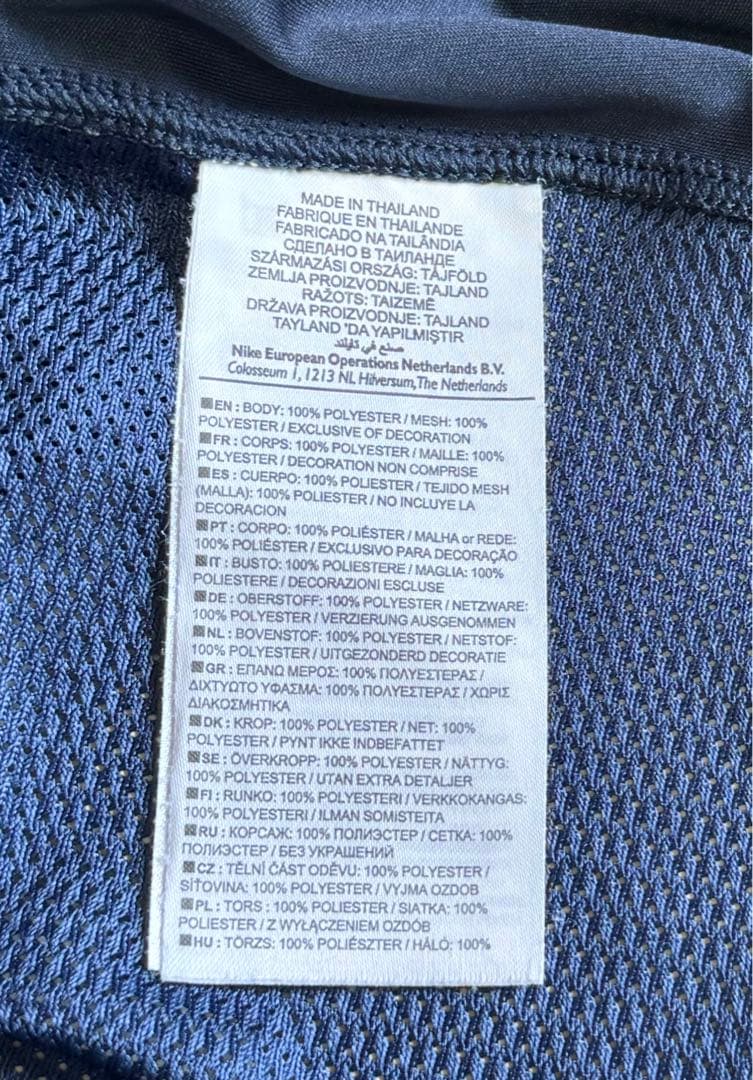 MADE IN THAILAND
FABRIQUE EN THAILANDE
FABRICADO NA TAILÂNDIA
СДЕЛАНО В ТАИЛАНДЕ
SZÁRMAZÁSI ORSZÁG: TÁJFÖLD
ZEMLJA PROIZVODNJE: TAJLAND
RAŽOTS: TAIZEMĒ
DRŽAVA PROIZVODNJE: TAJLAND
TAYLAND 'DA YAPILMIŞTIR
صنع في تايلند
Nike European Operations Netherlands B.V.
Colosseum 1, 1213 NL Hilversum, The Netherlands
EN : BODY: 100% POLYESTER / MESH: 100%
POLYESTER / EXCLUSIVE OF DECORATION
FR : CORPS: 100% POLYESTER / MAILLE: 100%
POLYESTER / DECORATION NON COMPRISE
ES : CUERPO: 100% POLIESTER / TEJIDO MESH
(MALLA): 100% POLIESTER / NO INCLUYE LA
DECORACION
PT : CORPO: 100% POLIÉSTER / MALHA or REDE:
100% POLIÉSTER / EXCLUSIVO PARA DECORAÇÃO
IT : BUSTO: 100% POLIESTERE / MAGLIA: 100%
POLIESTERE / DECORAZIONI ESCLUSE
DE : OBERSTOFF: 100% POLYESTER / NETZWARE:
100% POLYESTER / VERZIERUNG AUSGENOMMEN
NL : BOVENSTOF: 100% POLYESTER / NETSTOF:
100% POLYESTER / UITGEZONDERD DECORATIE
GR : ΕΠΑΝΩ ΜΕΡΟΣ: 100% ΠΟΛΥΕΣΤΕΡΑΣ /
ΔΙΧΤΥΩΤΟ ΥΦΑΣΜΑ: 100% ΠΟΛΥΕΣΤΕΡΑΣ / ΧΩΡΙΣ
ΔΙΑΚΟΣΜΗΤΙΚΑ
DK : KROP: 100% POLYESTER / NET: 100%
POLYESTER / PYNT IKKE INDBEFATTET
SE : ÖVERKROPP: 100% POLYESTER / NÄTTYG:
100% POLYESTER / UTAN EXTRA DETALJER
FI : RUNKO: 100% POLYESTERI / VERKKOKANGAS:
100% POLYESTERI / ILMAN SOMISTEITA
RU : КОРСАЖ: 100% ПОЛИЭСТЕР / СЕТКА: 100%
ПОЛИЭСТЕР / БЕЗ УКРАШЕНИЙ
CZ : TĚLNÍ ČÁST ODĚVU: 100% POLYESTER /
SÍŤOVINA: 100% POLYESTER / VYJMA OZDOB
PL : TORS : 100% POLIESTER / SIATKA: 100%
POLIESTER / Z WYŁĄCZENIEM OZDÓB
HU : TÖRZS: 100% POLIÉSZTER / HÁLÓ: 100%